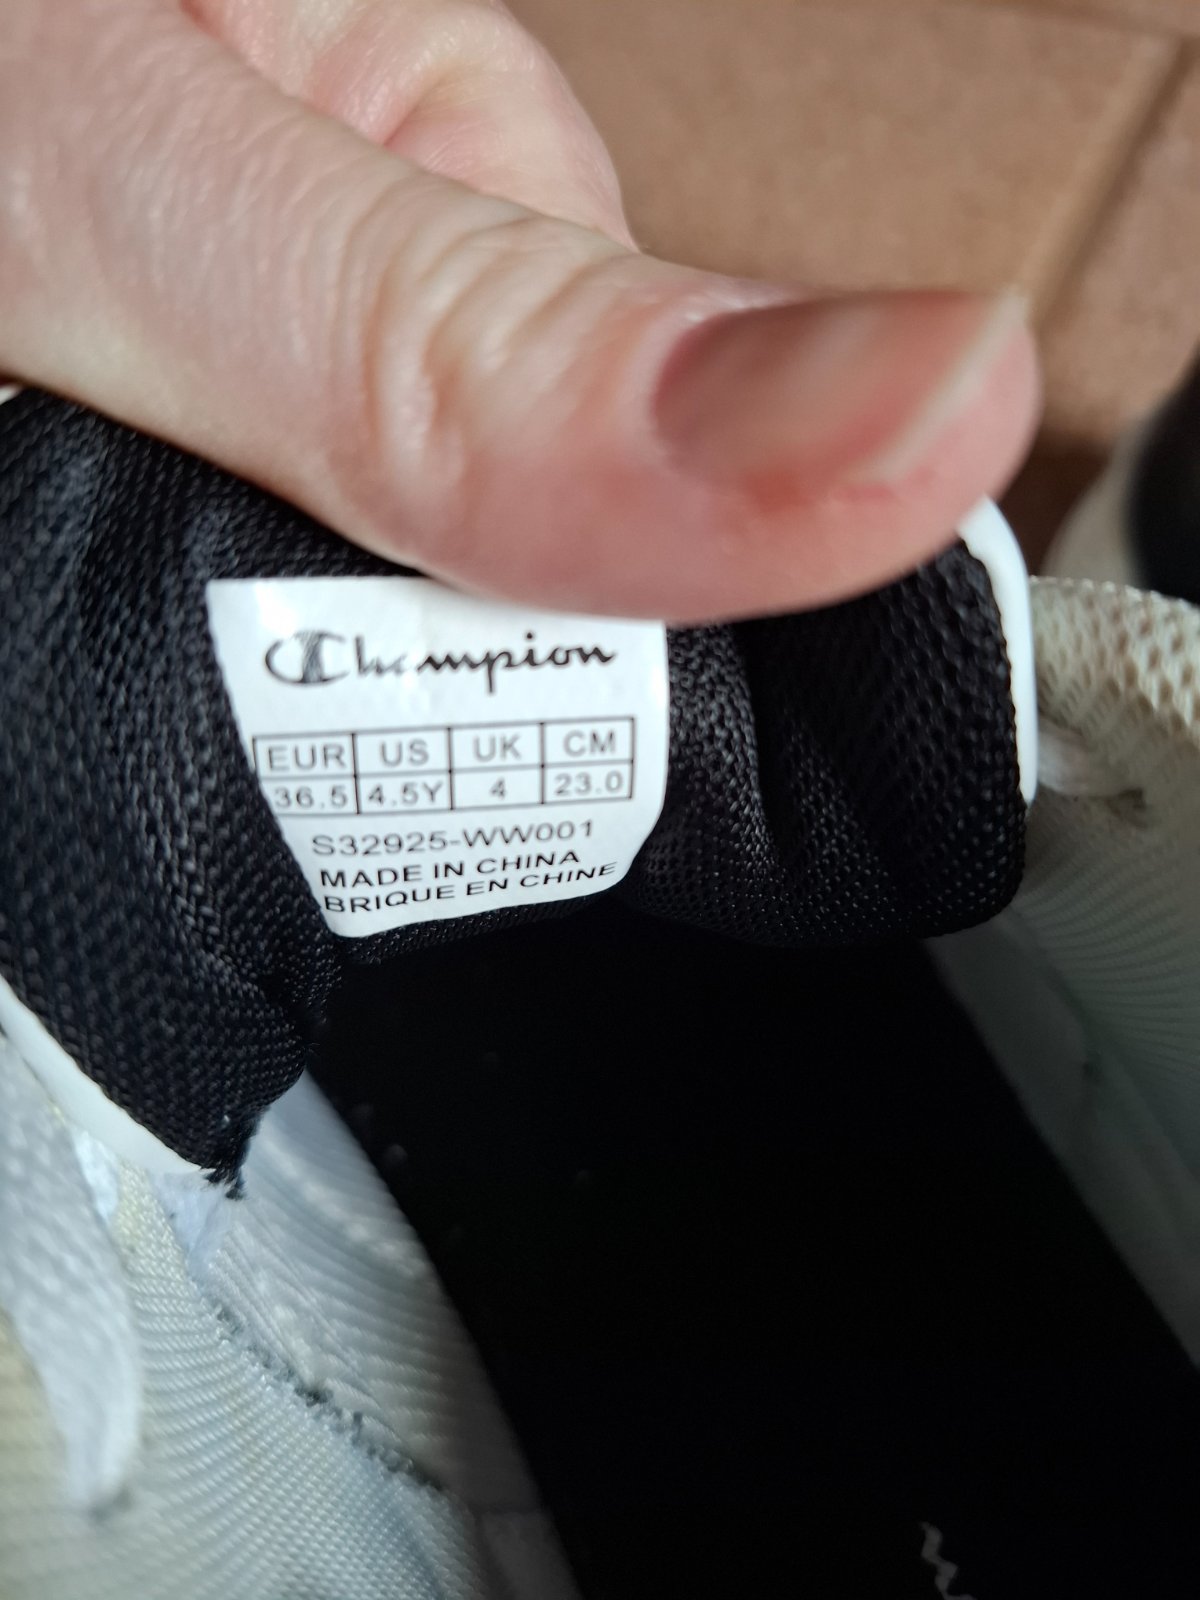 Champion
EUR US UK CM
36.5 4.5Y 4 23.0
S32925-WW001
MADE IN CHINA
BRIQUE EN CHINE